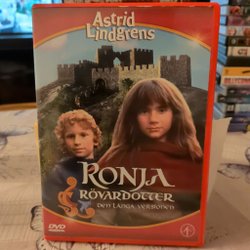 Astrid
Lindgrens
RONJA
RÖVARDOTTER
DEN LÅNGA VERSIONEN
DVD